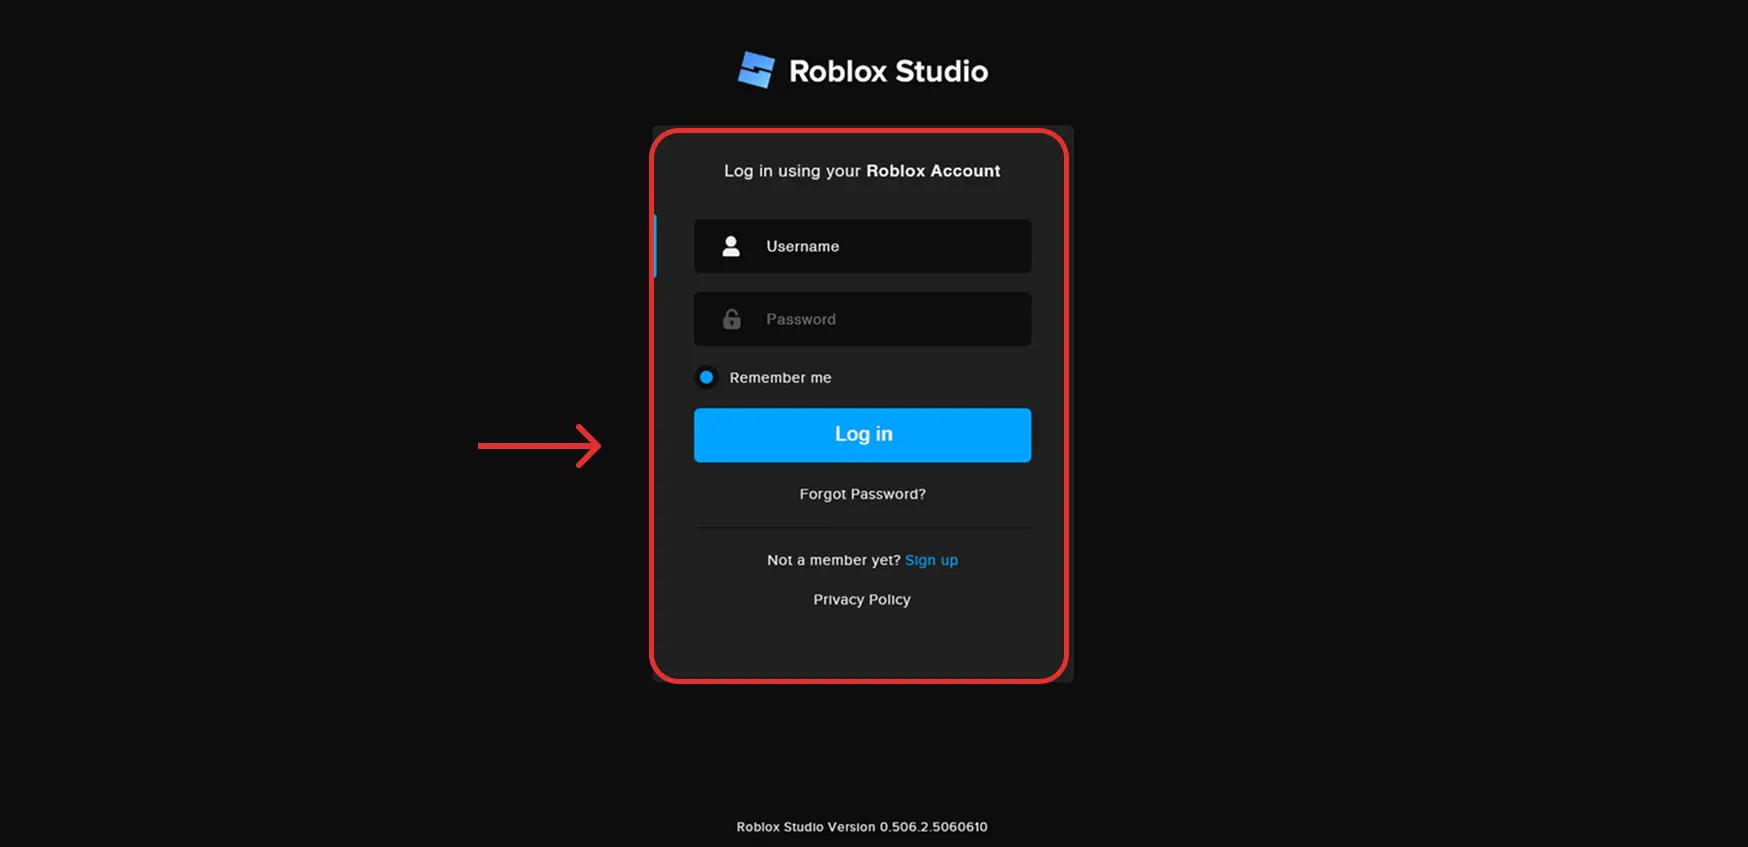 Roblox Studio
Log in using your Roblox Account
Username
Password
Remember me
Log in
Forgot Password?
Not a member yet? Sign up
Privacy Policy
Roblox Studio Version 0.506.2.5060610